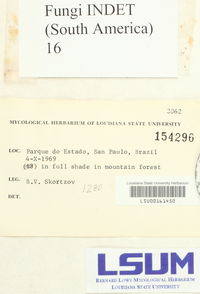 Fungi INDET
(South America)
16
2062
MYCOLOGICAL HERBARIUM OF LOUISIANA STATE UNIVERSITY
154296
LOC. Parque do Estado, Sao Paulo, Brazil
4-X-1969
in full shade in mountain forest
LEG. B.V. Skortzov
1280
DET.
Louisiana State University Herbarium
LSU00141450
LSUM
BERNARD LOWY MYCOLOGICAL HERBARIUM
LOUISIANA STATE UNIVERSITY